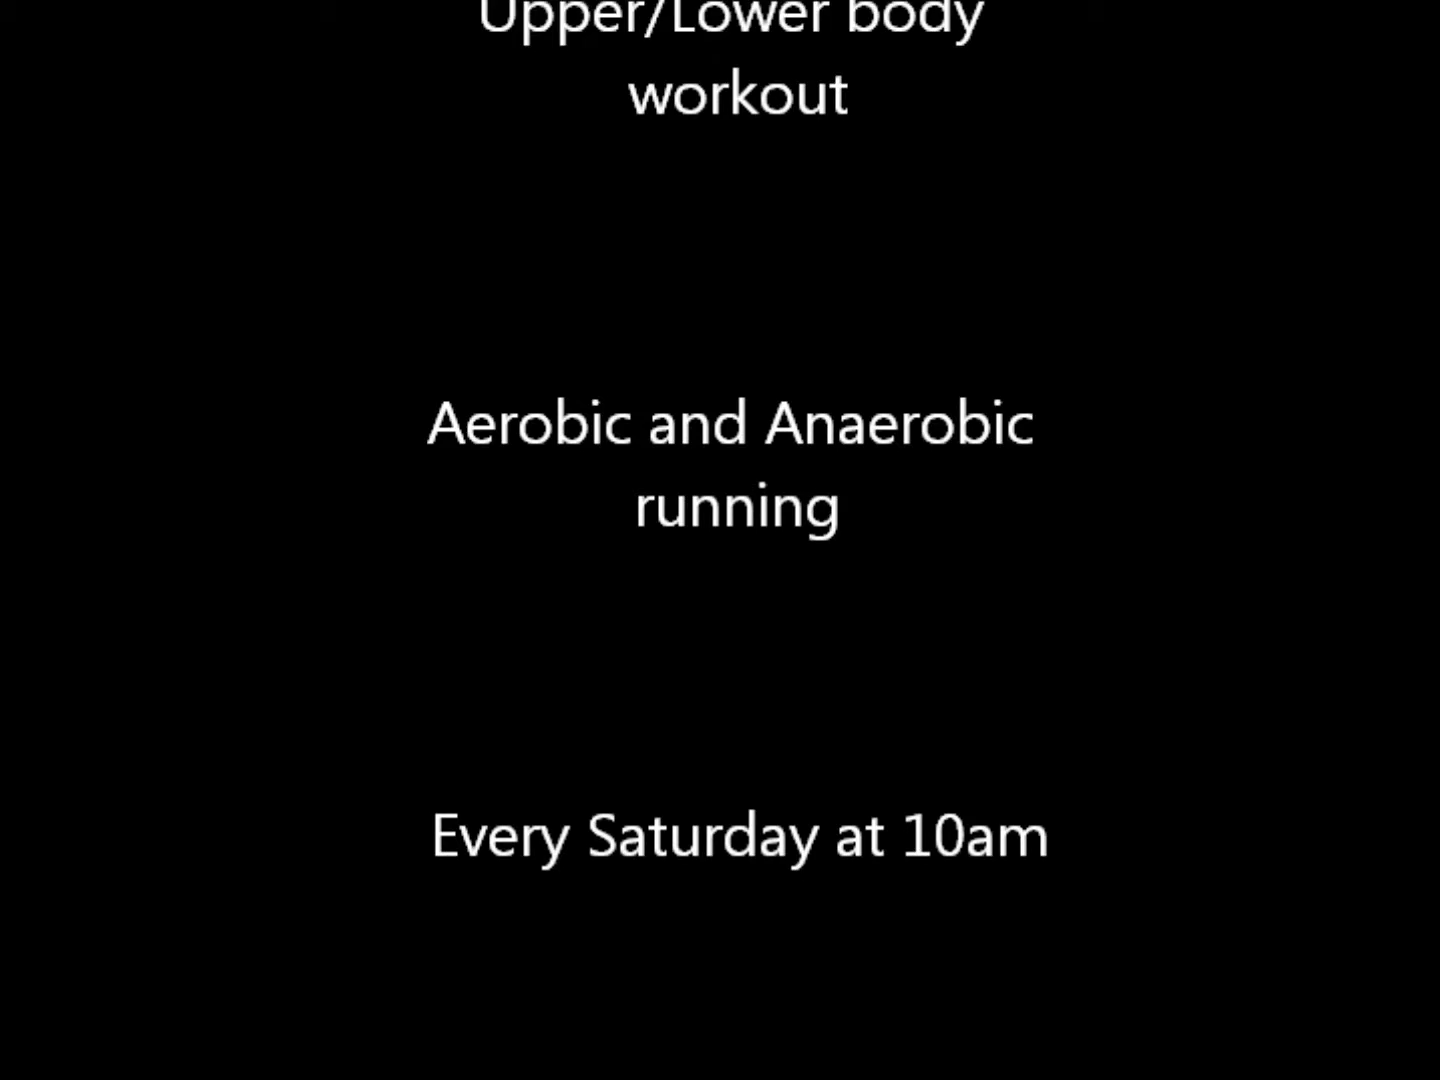 Upper/Lower body
workout
Aerobic and Anaerobic
running
Every Saturday at 10am